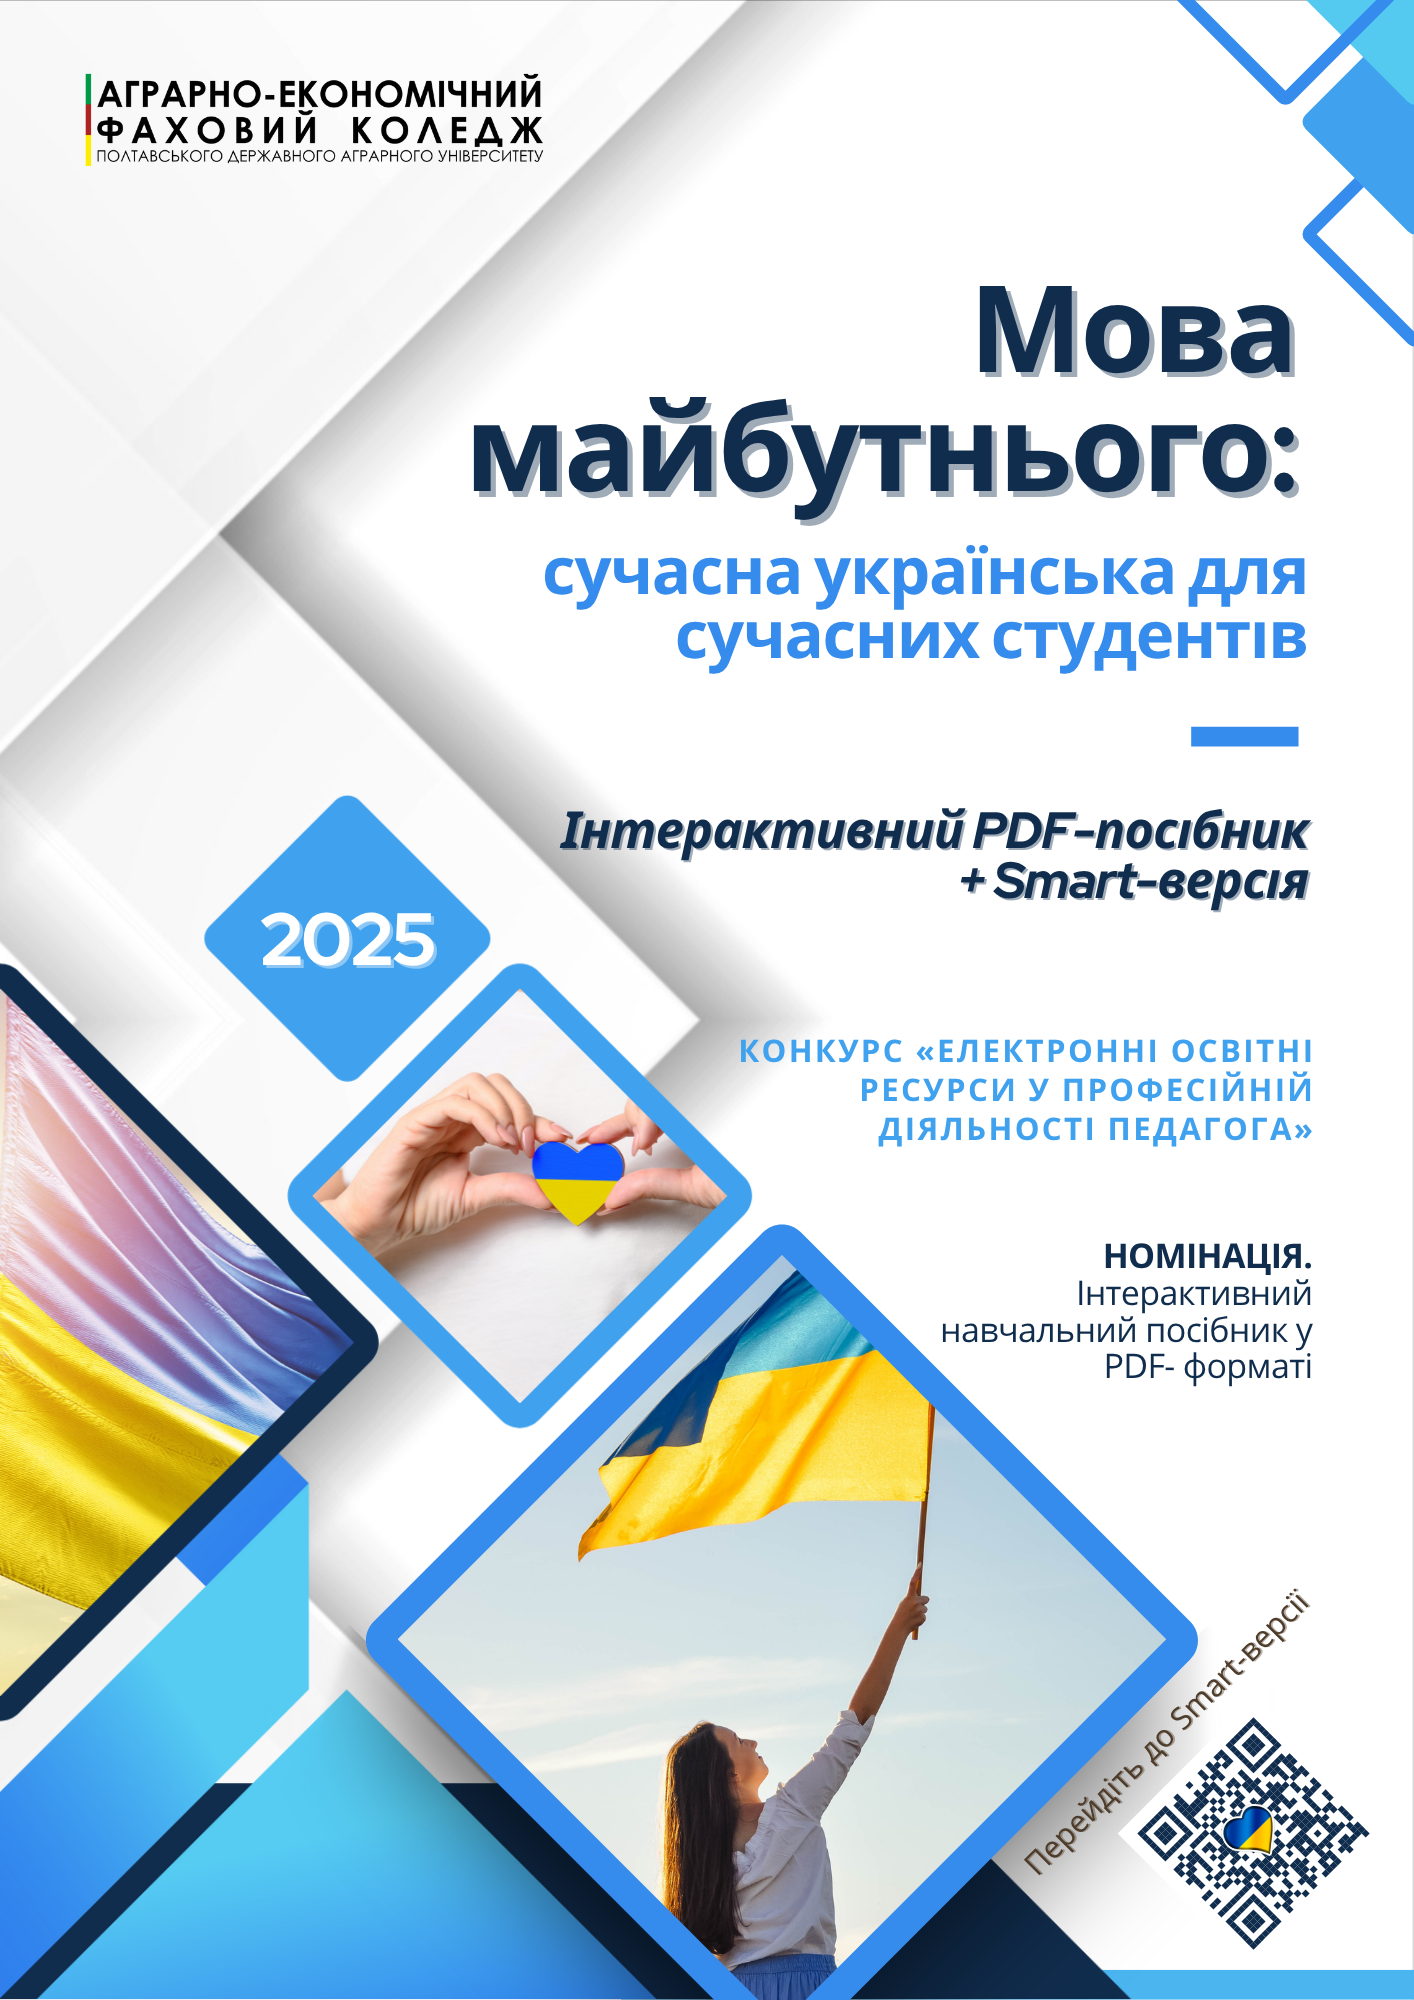 АГРАРНО-ЕКОНОМІЧНИЙ
ФАХОВИЙ КОЛЕДЖ
ПОЛТАВСЬКОГО ДЕРЖАВНОГО АГРАРНОГО УНІВЕРСИТЕТУ
Мова
майбутнього:
сучасна українська для
сучасних студентів
Інтерактивний PDF-посібник
+ Smart-версія
2025
КОНКУРС «ЕЛЕКТРОННІ ОСВІТНІ
РЕСУРСИ У ПРОФЕСІЙНІЙ
ДІЯЛЬНОСТІ ПЕДАГОГА»
НОМІНАЦІЯ.
Інтерактивний
навчальний посібник у
PDF- форматі
Перейдіть до Smart-версії